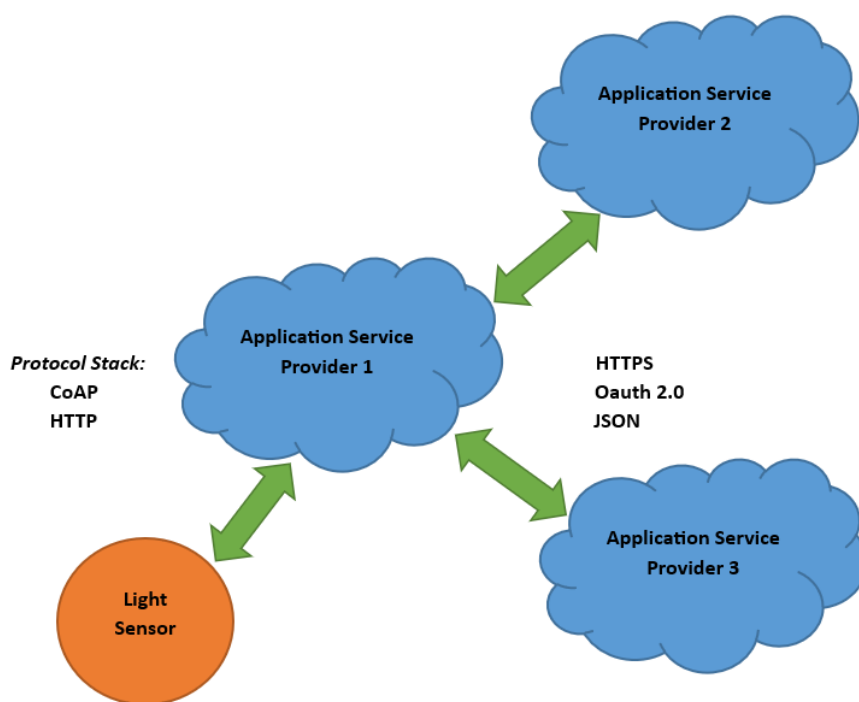 Application Service
Provider 2
Application Service
Provider 1
Protocol Stack:
CoAP
HTTP
HTTPS
Oauth 2.0
JSON
Application Service
Provider 3
Light
Sensor